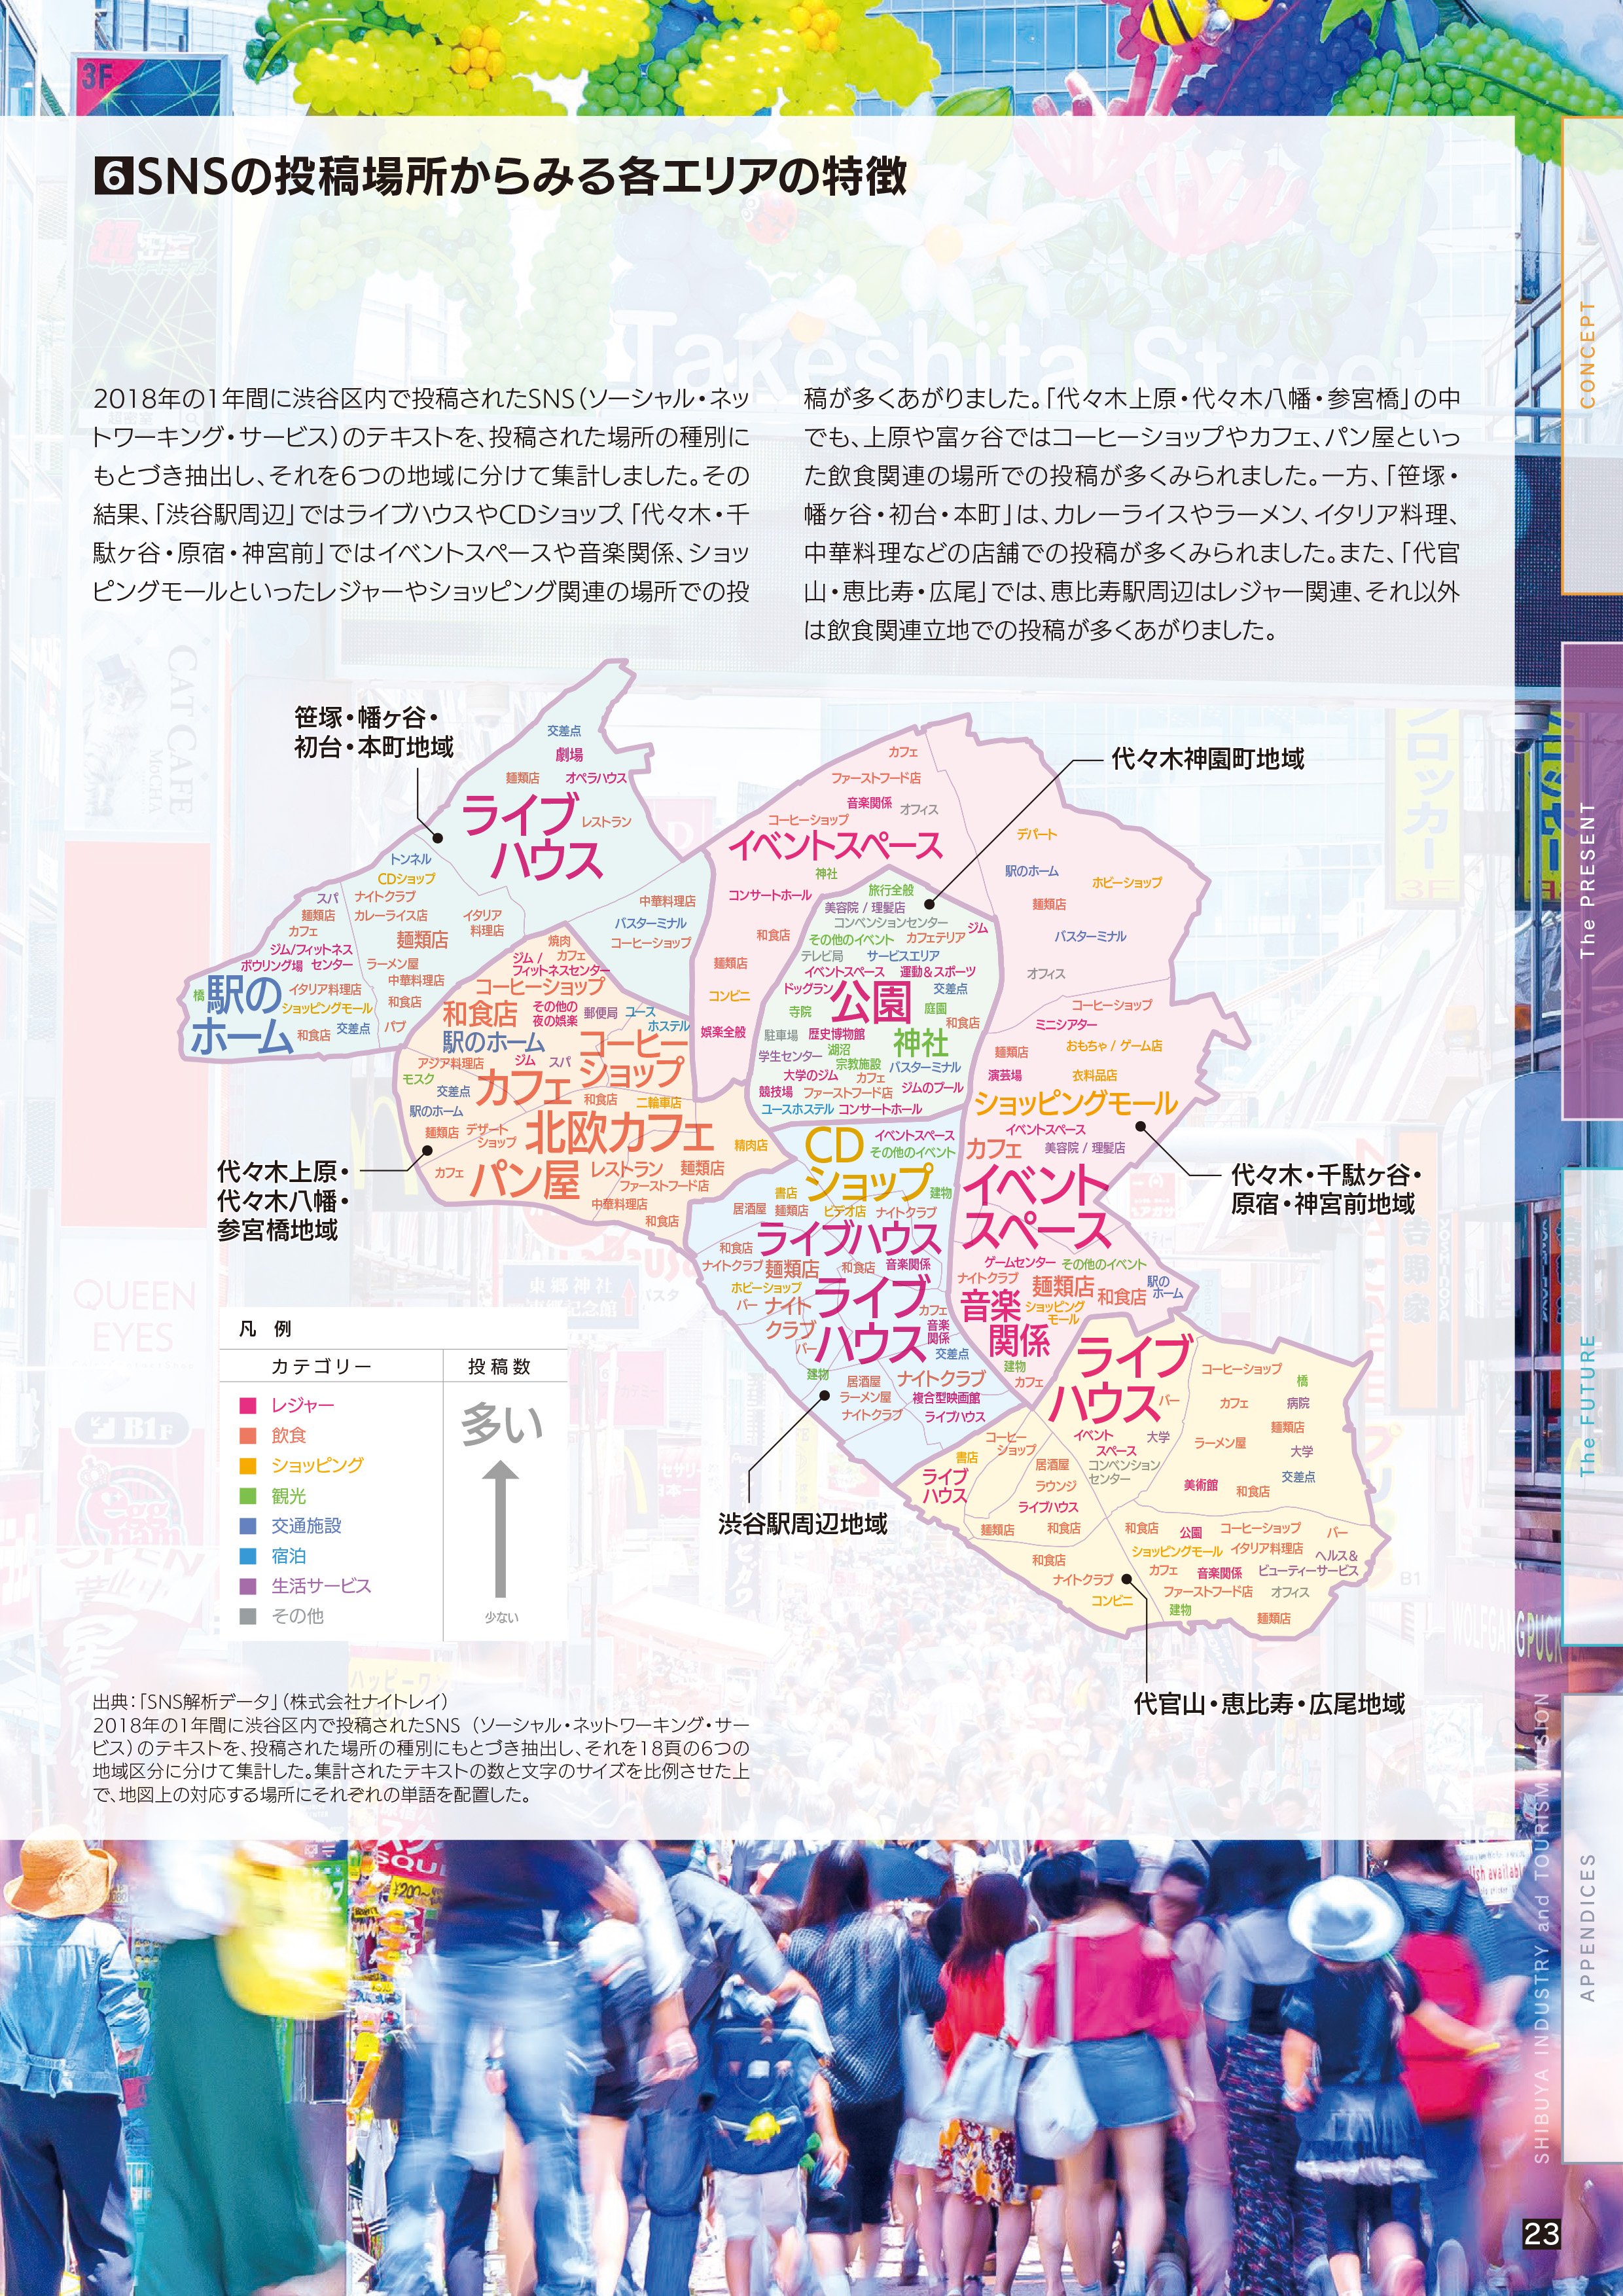 6 SNSの投稿場所からみる各エリアの特徴
2018年の1年間に渋谷区内で投稿されたSNS（ソーシャル・ネッ
トワーキング・サービス）のテキストを、投稿された場所の種別に
もとづき抽出し、それを6つの地域に分けて集計しました。その
結果、「渋谷駅周辺」ではライブハウスやCDショップ、「代々木・千
駄ヶ谷・原宿・神宮前」ではイベントスペースや音楽関係、ショッ
ピングモールといったレジャーやショッピング関連の場所での投
稿が多くあがりました。「代々木上原・代々木八幡・参宮橋」の中
でも、上原や富ヶ谷ではコーヒーショップやカフェ、パン屋といっ
た飲食関連の場所での投稿が多くみられました。一方、「笹塚・
幡ヶ谷・初台・本町」は、カレーライスやラーメン、イタリア料理、
中華料理などの店舗での投稿が多くみられました。また、「代官
山・恵比寿・広尾」では、恵比寿駅周辺はレジャー関連、それ以外
は飲食関連立地での投稿が多くあがりました。
笹塚・幡ヶ谷・
初台・本町地域
交差点
劇場
麺類店 オペラハウス
ライブ
ハウス
レストラン
トンネル
CDショップ
スパ ナイトクラブ
麺類店 カレーライス店
カフェ
イタリア
料理店
麺類店
ジム/フィットネス
センター
ボウリング場
ラーメン屋
中華料理店
橋
駅の
ホーム
イタリア料理店
ショッピングモール
和食店
和食店 交差点 パブ
中華料理店
バスターミナル
コーヒーショップ
代々木上原・
代々木八幡・
参宮橋地域
焼肉
カフェ
ジム /
フィットネスセンター
コーヒーショップ
和食店
その他の
夜の娯楽
郵便局
ユース
ホステル
駅のホーム
コーヒー
ショップ
アジア料理店 ジム スパ
モスク
交差点
カフェ
和食店 二輪車店
駅のホーム
麺類店
デザート
ショップ
北欧カフェ
精肉店
カフェ
パン屋
レストラン 麺類店
ファーストフード店
中華料理店
和食店
代々木神園町地域
カフェ
ファーストフード店
音楽関係 オフィス
コーヒーショップ
イベントスペース
神社
コンサートホール
和食店
麺類店
コンビニ
娯楽全般
旅行全般
美容院 / 理髪店
コンベンションセンター
ジム
その他のイベント カフェテリア
テレビ局 サービスエリア
イベントスペース 運動&スポーツ
ドッグラン
公園
交差点
寺院
庭園
和食店
駐車場 歴史博物館
神社
湖沼
学生センター
宗教施設
バスターミナル
大学のジム カフェ
競技場 ファーストフード店 ジムのプール
ユースホステル コンサートホール
デパート
駅のホーム
ホビーショップ
麺類店
バスターミナル
オフィス
コーヒーショップ
ミニシアター
麺類店
おもちゃ / ゲーム店
演芸場
衣料品店
ショッピングモール
イベントスペース
カフェ
美容院 / 理髪店
イベント
スペース
ゲームセンター その他のイベント
ナイトクラブ
麺類店
和食店
駅の
ホーム
音楽
関係
ショッピング
モール
建物
カフェ
代々木・千駄ヶ谷・
原宿・神宮前地域
CD
ショップ
イベントスペース
その他のイベント
書店
建物
居酒屋 麺類店 ビデオ店 ナイトクラブ
ライブハウス
和食店
ナイトクラブ 麺類店 和食店 音楽関係
ホビーショップ
バー
ナイト
クラブ
ライブ
ハウス
カフェ
音楽
関係
バー
交差点
建物
居酒屋 ナイトクラブ
ラーメン屋 複合型映画館
ナイトクラブ ライブハウス
渋谷駅周辺地域
ライブ
ハウス
バー
コーヒーショップ
橋
カフェ
病院
コーヒー
ショップ
イベント
スペース
大学
麺類店
ラーメン屋
大学
書店
居酒屋
コンベンション
センター
ライブ
ハウス
ラウンジ
美術館
交差点
和食店
ライブハウス
麺類店 和食店
和食店 公園 コーヒーショップ バー
ショッピングモール イタリア料理店
和食店
カフェ 音楽関係
ヘルス&
ビューティーサービス
ナイトクラブ
コンビニ
ファーストフード店 オフィス
建物
麺類店
代官山・恵比寿・広尾地域
凡 例
カテゴリー 投稿数
レジャー
飲食
ショッピング
観光
交通施設
宿泊
生活サービス
その他
多い
少ない
出典：「SNS解析データ」（株式会社ナイトレイ）
2018年の1年間に渋谷区内で投稿されたSNS（ソーシャル・ネットワーキング・サー
ビス）のテキストを、投稿された場所の種別にもとづき抽出し、それを18頁の6つの
地域区分に分けて集計した。集計されたテキストの数と文字のサイズを比例させた上
で、地図上の対応する場所にそれぞれの単語を配置した。
CONCEPT
The PRESENT
The FUTURE
APPENDICES
SHIBUYA INDUSTRY and TOURISM VISION
23
3F
Takeshita Street
CAT CAFE
MOCHA
QUEEN
EYES
B1F
WOLFGANG PUCK